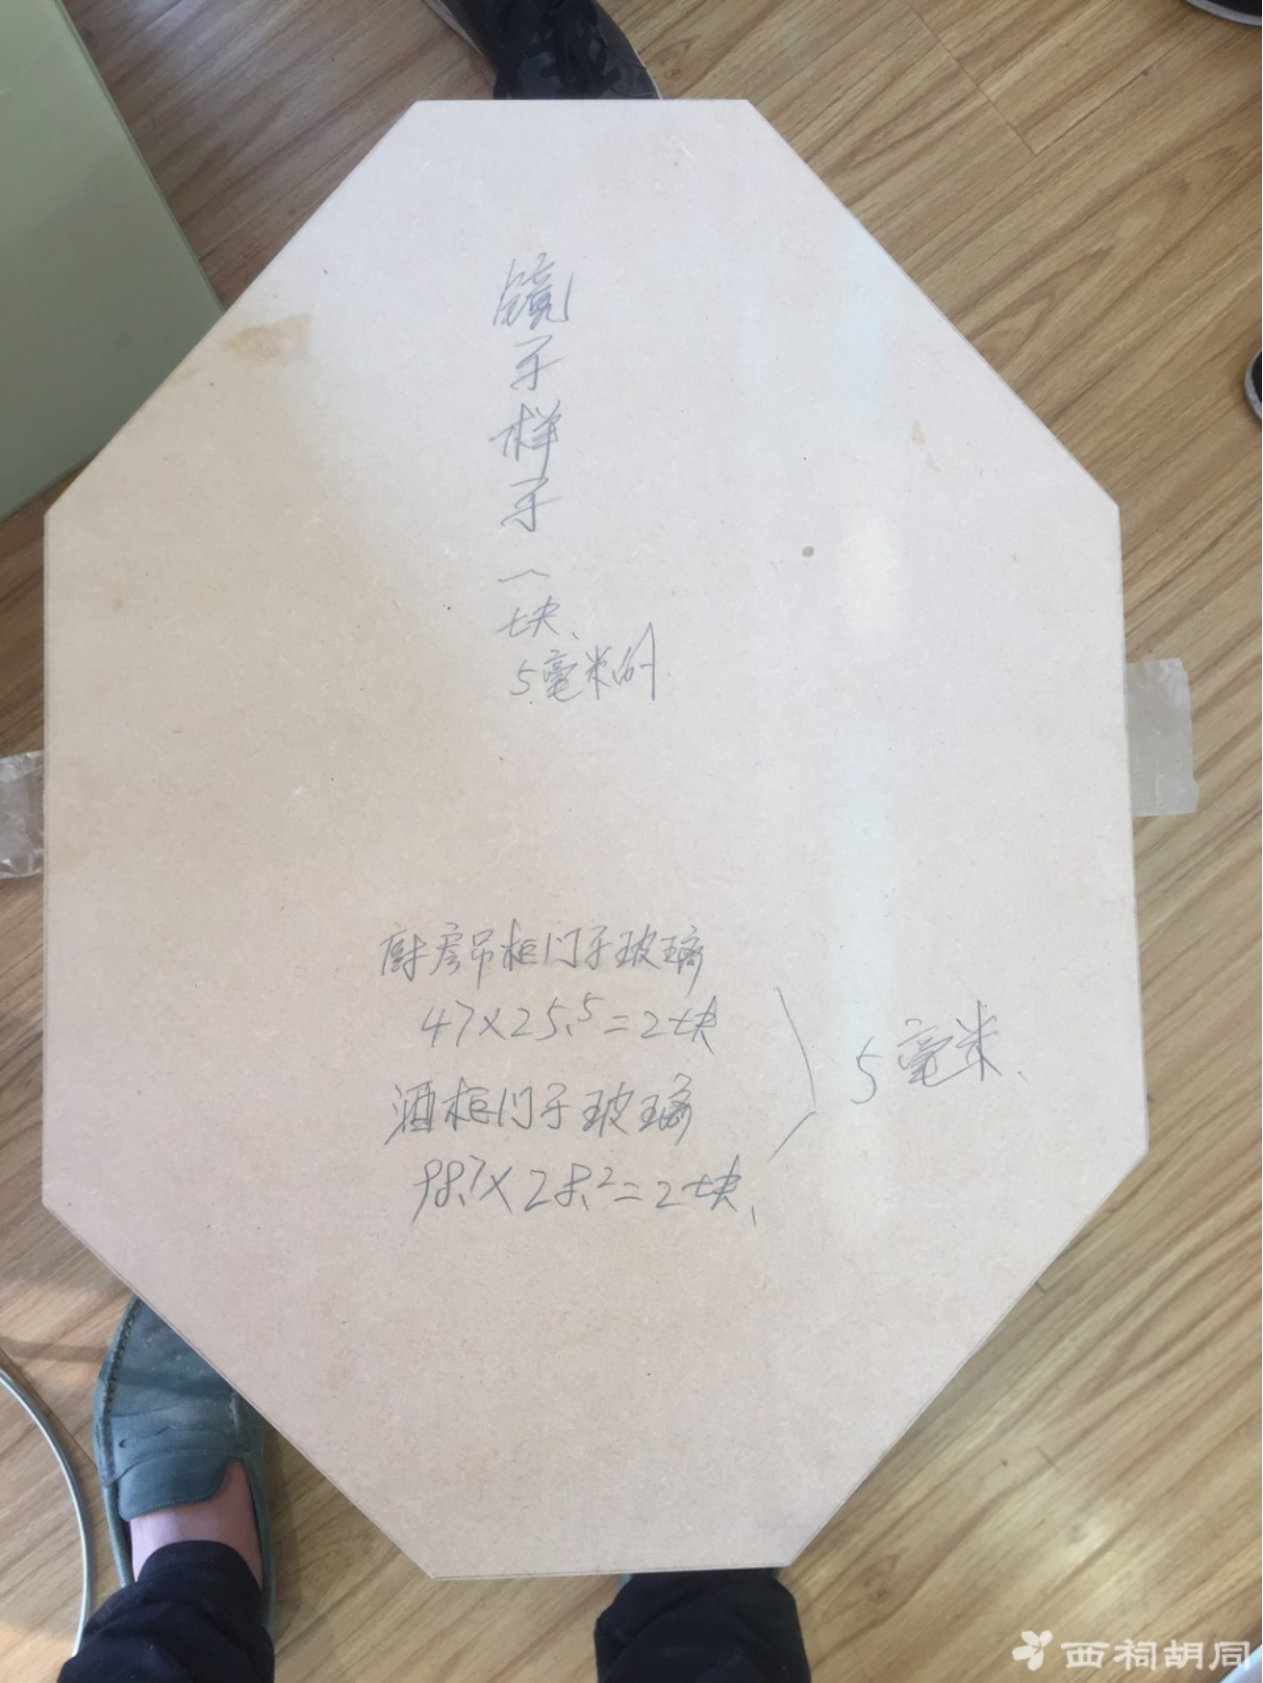 镜子样子一块、
5毫米的
厨房吊柜门子玻璃
47×25.5=2块
酒柜门子玻璃
98.7×28.2=2块、
5毫米、
西祠胡同